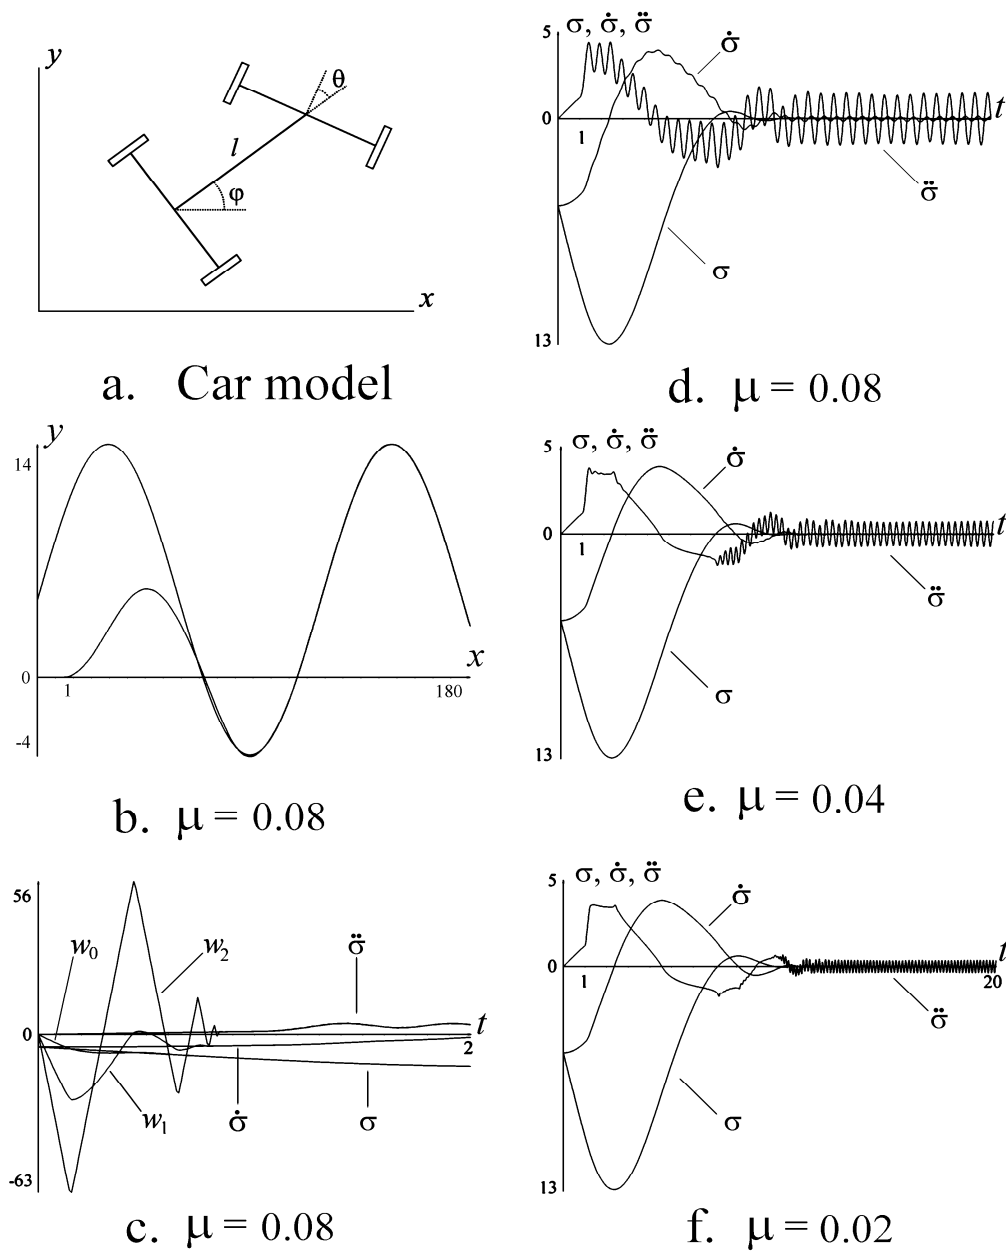 y
θ
l
φ
x
a. Car model
y
14
x
0
1
180
-4
b. μ = 0.08
56
w₀
w₂
σ̈
t
0
2
w₁
σ̇
σ
-63
c. μ = 0.08
5
σ, σ̇, σ̈
σ̇
t
0
1
σ̈
σ
13
d. μ = 0.08
5
σ, σ̇, σ̈
σ̇
t
0
1
σ̈
σ
13
e. μ = 0.04
5
σ, σ̇, σ̈
σ̇
t
0
1
20
σ̈
σ
13
f. μ = 0.02